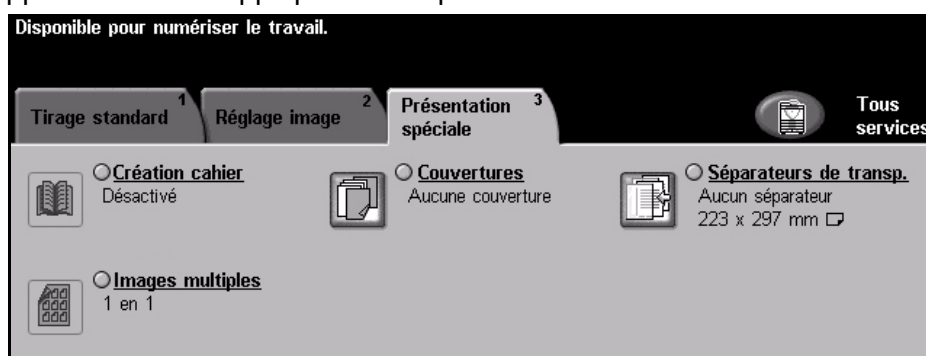 Disponible pour numériser le travail.
Tirage standard 1
Réglage image 2
Présentation spéciale 3
Tous services
Création cahier
Désactivé
Couvertures
Aucune couverture
Séparateurs de transp.
Aucun séparateur
223 x 297 mm
Images multiples
1 en 1